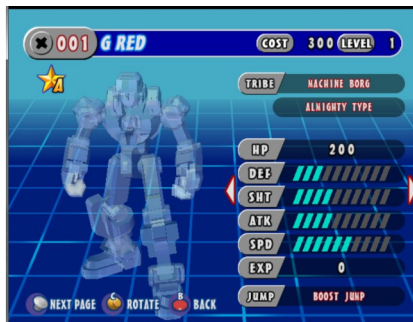 001 G RED COST 300 LEVEL 1
A
TRIBE MACHINE BORG
ALMIGHTY TYPE
HP 200
DEF
SHT
ATK
SPD
EXP 0
JUMP BOOST JUMP
NEXT PAGE ROTATE B BACK